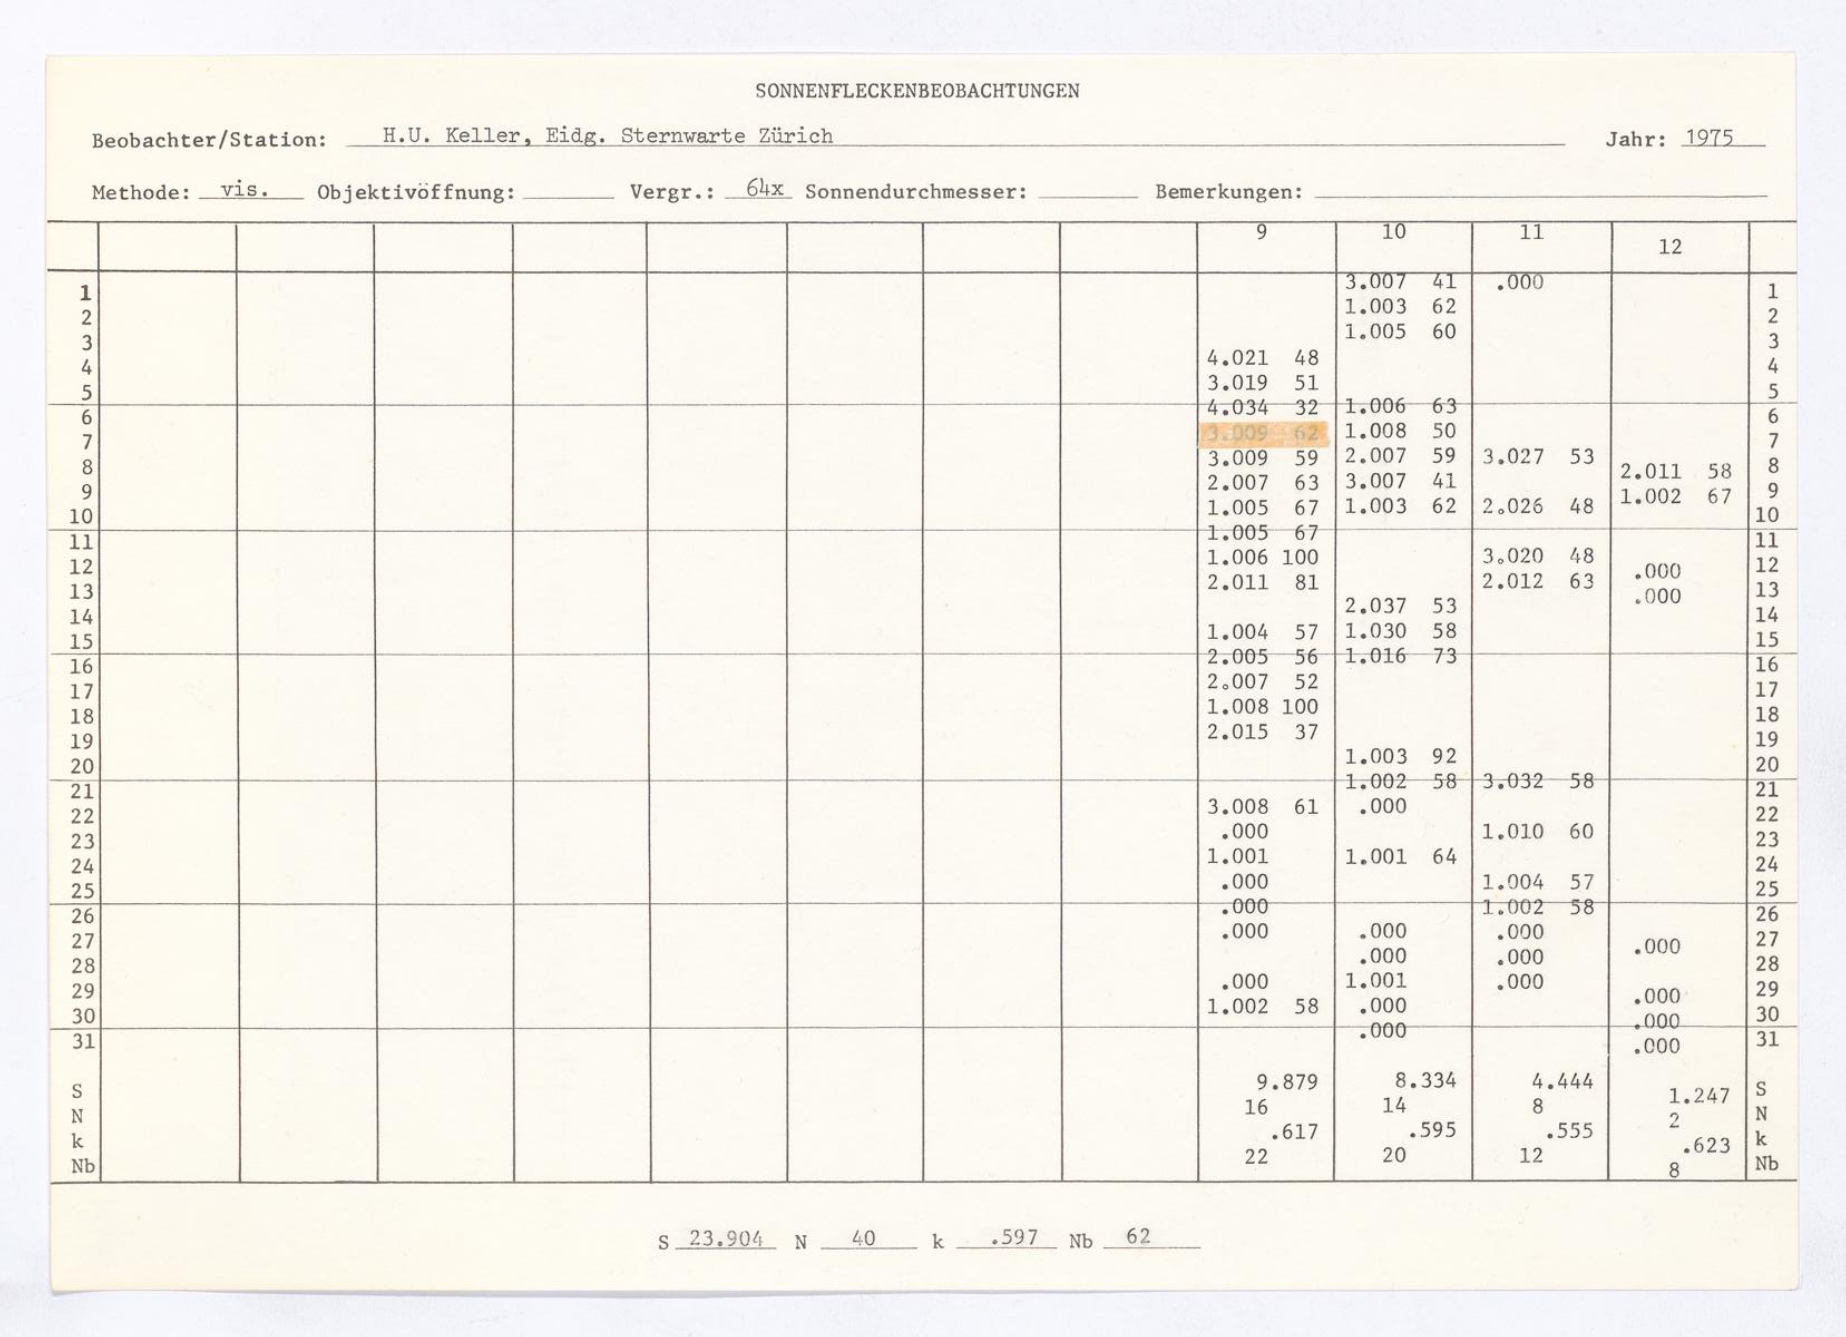 SONNENFLECKENBEOBACHTUNGEN
Beobachter/Station: H.U. Keller, Eidg. Sternwarte Zürich Jahr: 1975
Methode: vis. Objektivöffnung: Vergr.: 64x Sonnendurchmesser: Bemerkungen:
9 10 11 12
1 3.007 41 .000 1
2 1.003 62 2
3 1.005 60 3
4 4.021 48 4
5 3.019 51 5
6 4.034 32 1.006 63 6
7 3.009 62 1.008 50 7
8 3.009 59 2.007 59 3.027 53 2.011 58 8
9 2.007 63 3.007 41 1.002 67 9
10 1.005 67 1.003 62 2.026 48 10
11 1.005 67 11
12 1.006 100 3.020 48 .000 12
13 2.011 81 2.012 63 .000 13
14 2.037 53 14
15 1.004 57 1.030 58 15
16 2.005 56 1.016 73 16
17 2.007 52 17
18 1.008 100 18
19 2.015 37 19
20 1.003 92 20
21 1.002 58 3.032 58 21
22 3.008 61 .000 22
23 .000 1.010 60 23
24 1.001 1.001 64 24
25 .000 1.004 57 25
26 .000 1.002 58 26
27 .000 .000 .000 .000 27
28 .000 .000 28
29 .000 1.001 .000 .000 29
30 1.002 58 .000 .000 30
31 .000 .000 31
S 9.879 8.334 4.444 1.247 S
N 16 14 8 2 N
k .617 .595 .555 .623 k
Nb 22 20 12 8 Nb
S 23.904 N 40 k .597 Nb 62